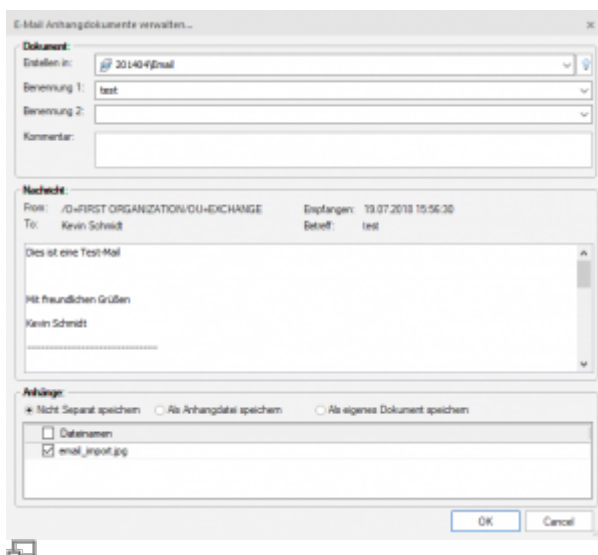 E-Mail Anhangdokumente verwalten...
Dokument:
Erstellen in: 201404\Email
Benennung 1: test
Benennung 2:
Kommentar:
Nachricht:
From: /O=FIRST ORGANIZATION/OU=EXCHANGE Empfangen: 19.07.2018 15:56:30
To: Kevin Schmidt Betreff: test
Dies ist eine Test-Mail
Mit freundlichen Grüßen
Kevin Schmidt
--------------------------------
Anhänge:
Nicht Separat speichern Als Anhangdatei speichern Als eigenes Dokument speichern
Dateinamen
email_import.jpg
OK Cancel